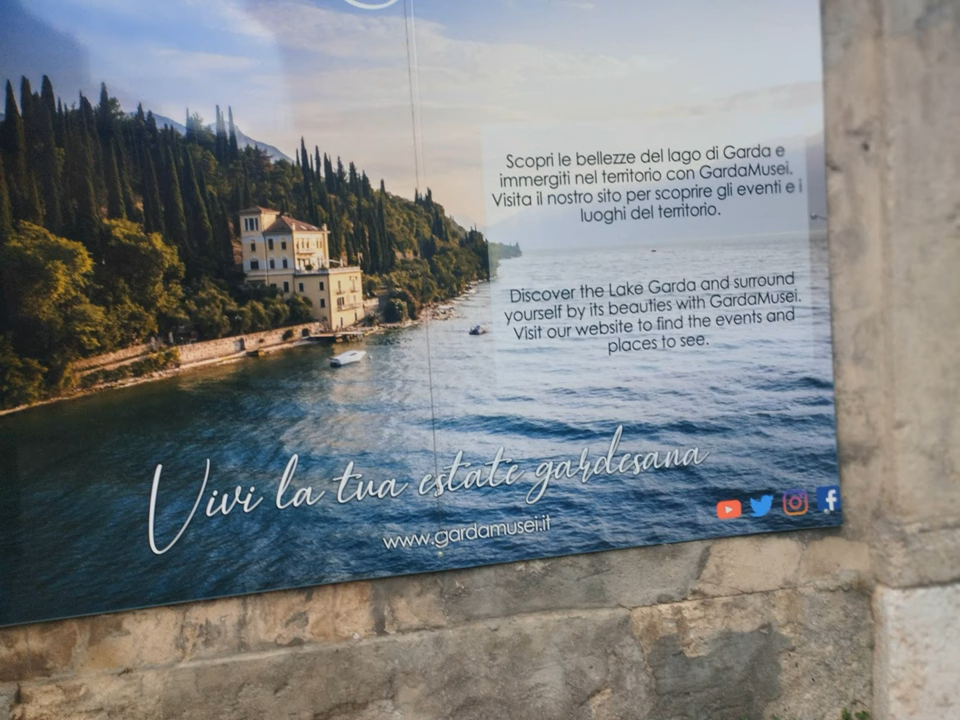 Scopri le bellezze del lago di Garda e
immergiti nel territorio con GardaMusei.
Visita il nostro sito per scoprire gli eventi e i
luoghi del territorio.
Discover the Lake Garda and surround
yourself by its beauties with GardaMusei.
Visit our website to find the events and
places to see.
Vivi la tua estate gardesana
www.gardamusei.it